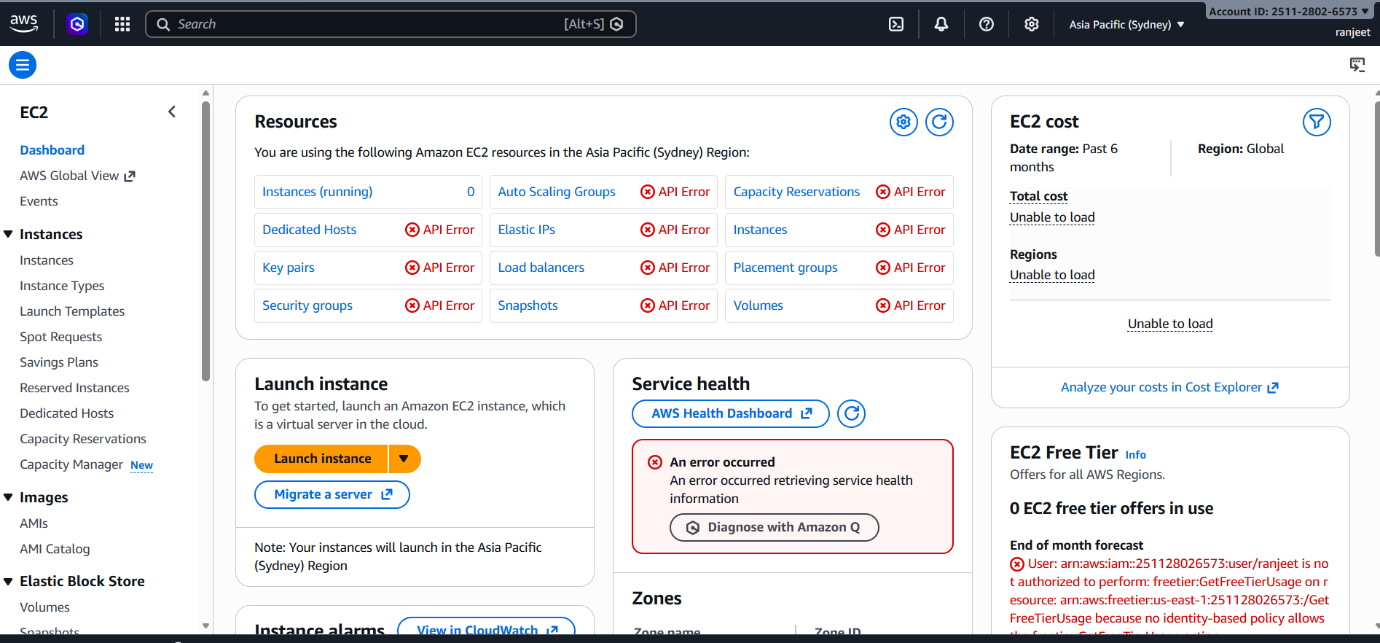 aws
Search
[Alt+S]
Asia Pacific (Sydney)
Account ID: 2511-2802-6573
ranjeet
EC2
Dashboard
AWS Global View
Events
Instances
Instances
Instance Types
Launch Templates
Spot Requests
Savings Plans
Reserved Instances
Dedicated Hosts
Capacity Reservations
Capacity Manager New
Images
AMIs
AMI Catalog
Elastic Block Store
Volumes
Snapshots
Resources
You are using the following Amazon EC2 resources in the Asia Pacific (Sydney) Region:
Instances (running) 0
Auto Scaling Groups API Error
Capacity Reservations API Error
Dedicated Hosts API Error
Elastic IPs API Error
Instances API Error
Key pairs API Error
Load balancers API Error
Placement groups API Error
Security groups API Error
Snapshots API Error
Volumes API Error
Launch instance
To get started, launch an Amazon EC2 instance, which
is a virtual server in the cloud.
Launch instance
Migrate a server
Note: Your instances will launch in the Asia Pacific
(Sydney) Region
Instance alarms
View in CloudWatch
Service health
AWS Health Dashboard
An error occurred
An error occurred retrieving service health
information
Diagnose with Amazon Q
Zones
Zone name
Zone ID
EC2 cost
Date range: Past 6
months
Region: Global
Total cost
Unable to load
Regions
Unable to load
Unable to load
Analyze your costs in Cost Explorer
EC2 Free Tier Info
Offers for all AWS Regions.
0 EC2 free tier offers in use
End of month forecast
User: arn:aws:iam::251128026573:user/ranjeet is no
t authorized to perform: freetier:GetFreeTierUsage on r
esource: arn:aws:freetier:us-east-1:251128026573:/Get
FreeTierUsage because no identity-based policy allows
the freetier:GetFreeTierUsage action